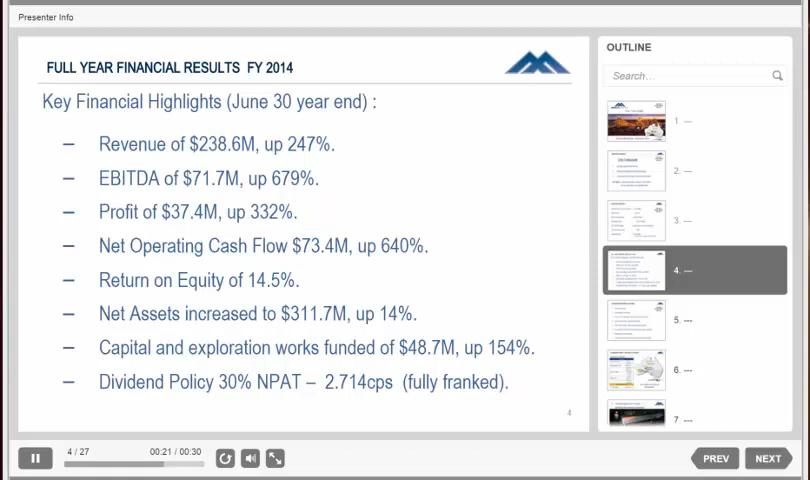 Presenter Info
FULL YEAR FINANCIAL RESULTS FY 2014
Key Financial Highlights (June 30 year end) :
– Revenue of $238.6M, up 247%.
– EBITDA of $71.7M, up 679%.
– Profit of $37.4M, up 332%.
– Net Operating Cash Flow $73.4M, up 640%.
– Return on Equity of 14.5%.
– Net Assets increased to $311.7M, up 14%.
– Capital and exploration works funded of $48.7M, up 154%.
– Dividend Policy 30% NPAT – 2.714cps (fully franked).
4
OUTLINE
Search...
1. ---
2. ---
3. ---
4. ---
5. ---
6. ---
7 ---
4 / 27
00:21 / 00:30
PREV
NEXT